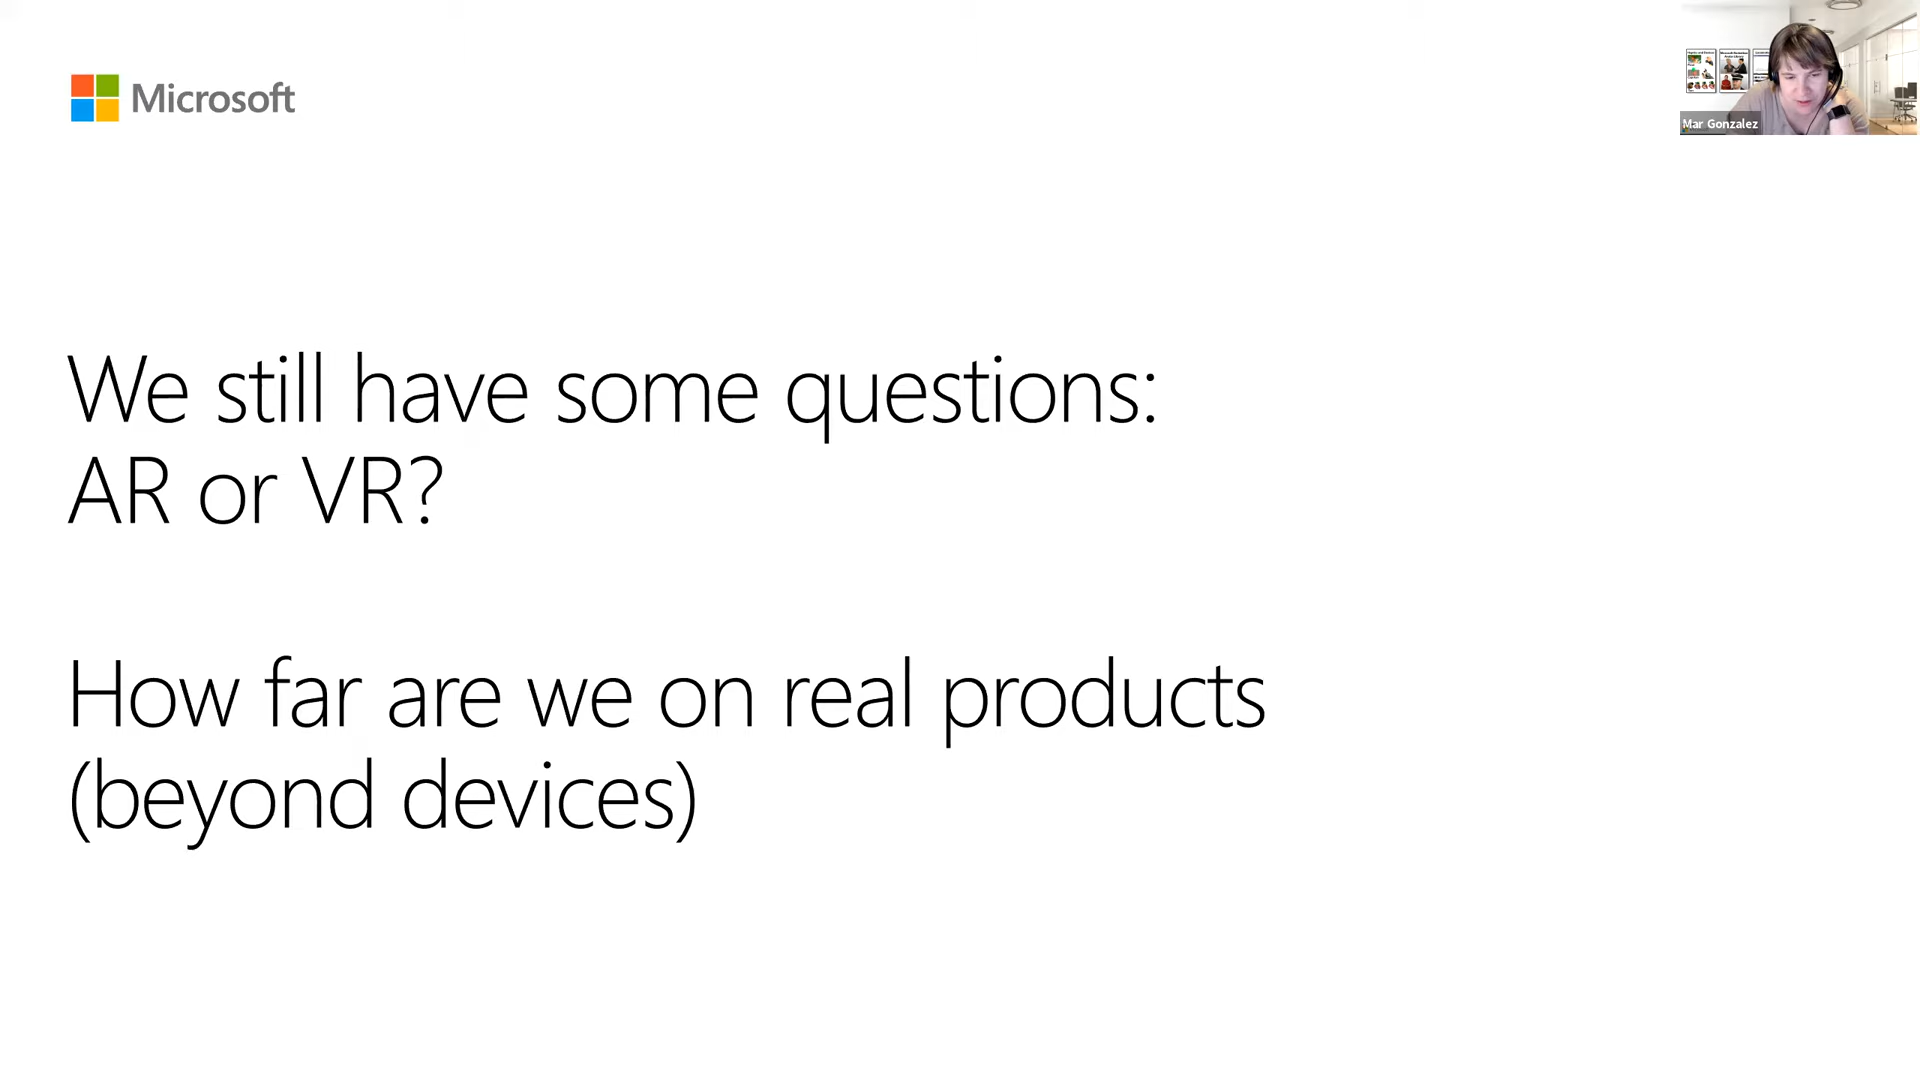 Microsoft
Mar Gonzalez
We still have some questions:
AR or VR?
How far are we on real products
(beyond devices)